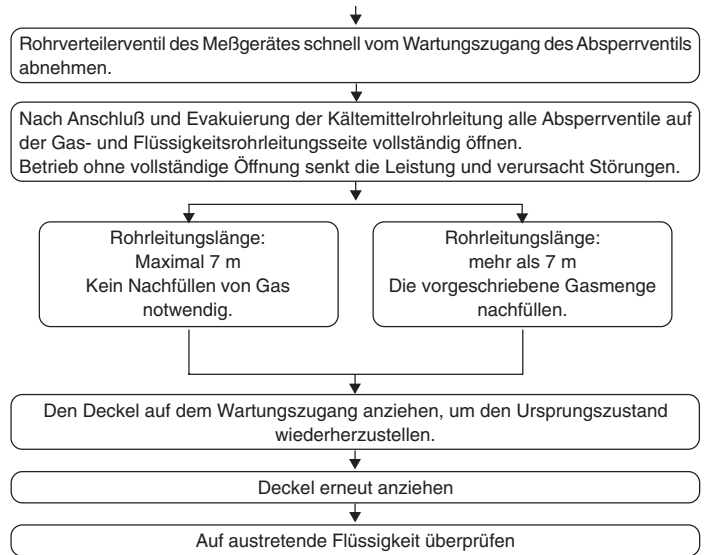 Rohrverteilerventil des Meßgerätes schnell vom Wartungszugang des Absperrventils
abnehmen.
Nach Anschluß und Evakuierung der Kältemittelrohrleitung alle Absperrventile auf
der Gas- und Flüssigkeitsrohrleitungsseite vollständig öffnen.
Betrieb ohne vollständige Öffnung senkt die Leistung und verursacht Störungen.
Rohrleitungslänge:
Maximal 7 m
Kein Nachfüllen von Gas
notwendig.
Rohrleitungslänge:
mehr als 7 m
Die vorgeschriebene Gasmenge
nachfüllen.
Den Deckel auf dem Wartungszugang anziehen, um den Ursprungszustand
wiederherzustellen.
Deckel erneut anziehen
Auf austretende Flüssigkeit überprüfen